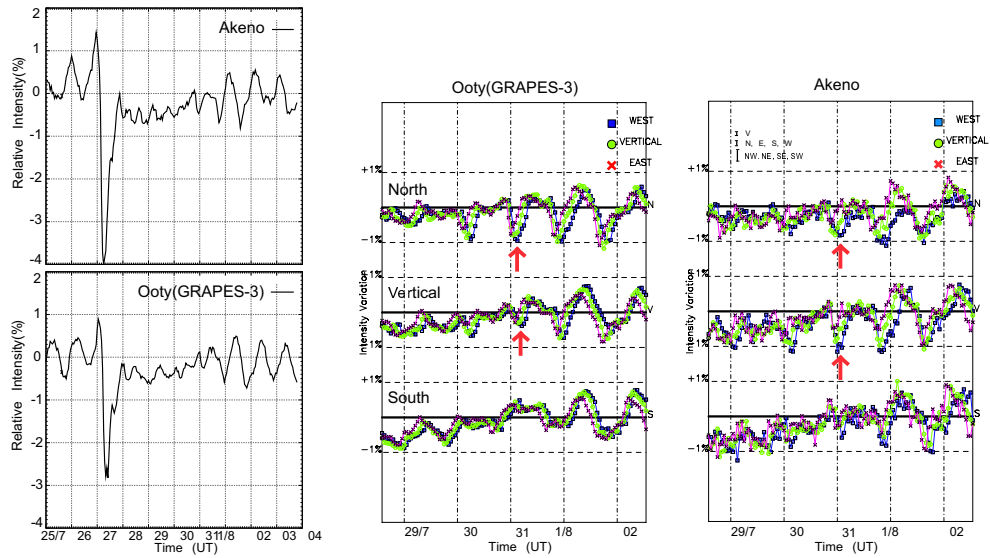 Akeno
2
1
0
-1
-2
-3
-4
Relative Intensity(%)
Ooty(GRAPES-3)
2
1
0
-1
-2
-3
-4
Relative Intensity(%)
25/7 26 27 28 29 30 31 1/8 02 03 04
Time (UT)
Ooty(GRAPES-3)
WEST
VERTICAL
EAST
+1%
North
N
-1%
+1%
Vertical
V
-1%
+1%
South
S
-1%
Intensity Variation
29/7 30 31 1/8 02
Time (UT)
Akeno
V
N, E, S, W
NW. NE, SE, SW
WEST
VERTICAL
EAST
+1%
N
-1%
+1%
V
-1%
+1%
S
-1%
Intensity Variation
29/7 30 31 1/8 02
Time (UT)